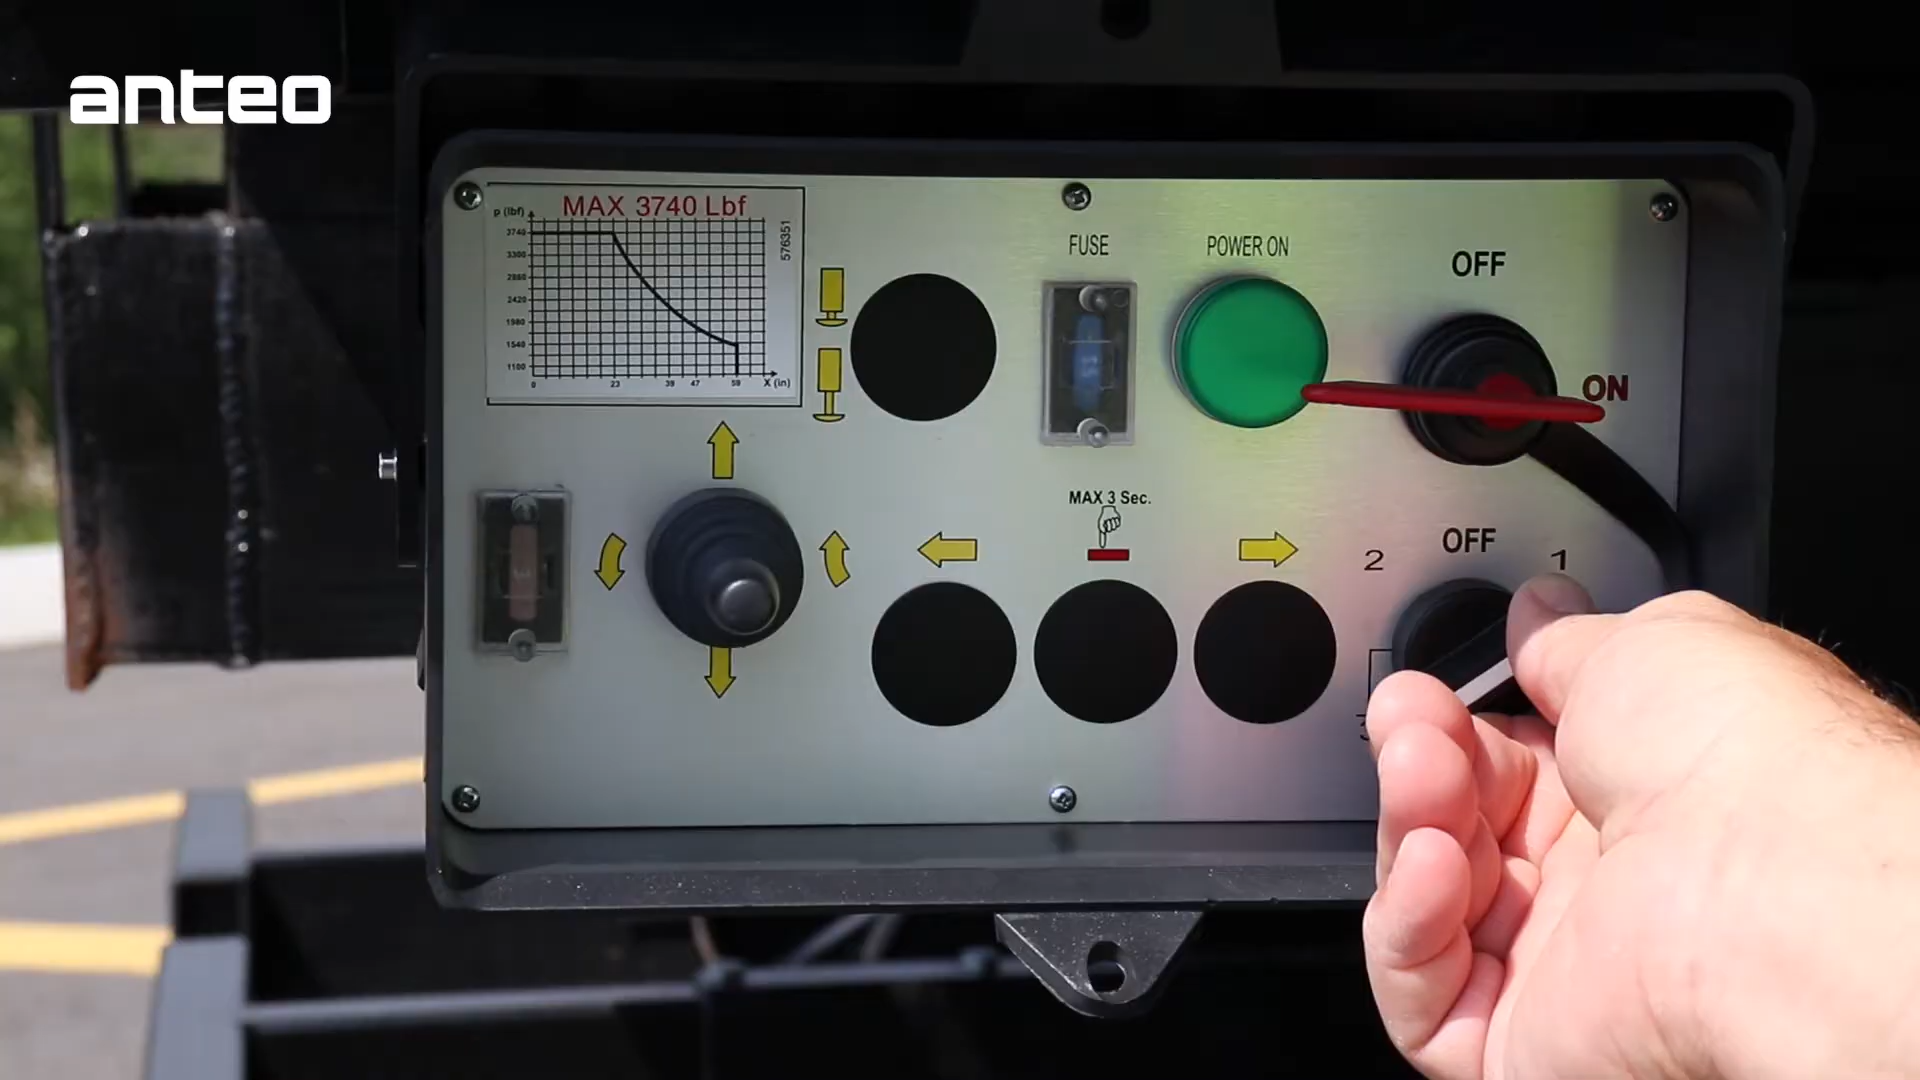 anteo
MAX 3740 Lbf
p (lbf)
3740
3300
2860
2420
1980
1540
1100
0 23 39 47 59 X (in)
576351
FUSE
POWER ON
OFF
ON
MAX 3 Sec.
OFF
2
1
3